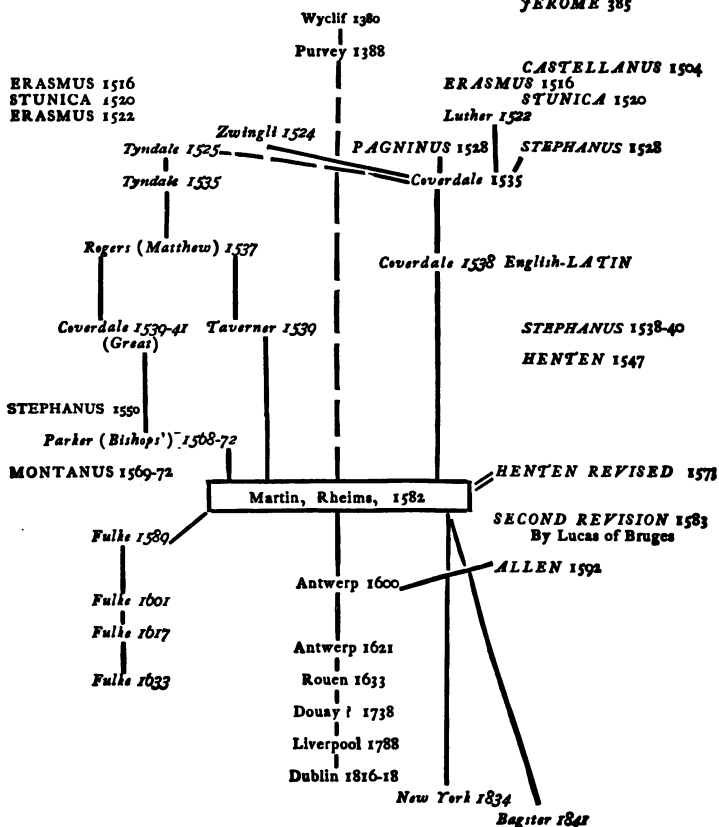 JEROME 385
Wyclif 1380
Purvey 1388
CASTELLANUS 1504
ERASMUS 1516
ERASMUS 1516
STUNICA 1520
STUNICA 1520
ERASMUS 1522
Luther 1522
Zwingli 1524
Tyndale 1525
PAGNINUS 1528
STEPHANUS 1528
Tyndale 1535
Coverdale 1535
Rogers (Matthew) 1537
Coverdale 1538 English-LATIN
Coverdale 1539-41
Taverner 1539
STEPHANUS 1538-40
(Great)
HENTEN 1547
STEPHANUS 1550
Parker (Bishops') 1568-72
MONTANUS 1569-72
HENTEN REVISED 1578
Martin, Rheims, 1582
SECOND REVISION 1583
By Lucas of Bruges
Fulke 1589
ALLEN 1592
Antwerp 1600
Fulke 1601
Fulke 1617
Antwerp 1621
Rouen 1633
Fulke 1633
Douay ? 1738
Liverpool 1788
Dublin 1816-18
New York 1834
Bagster 1841